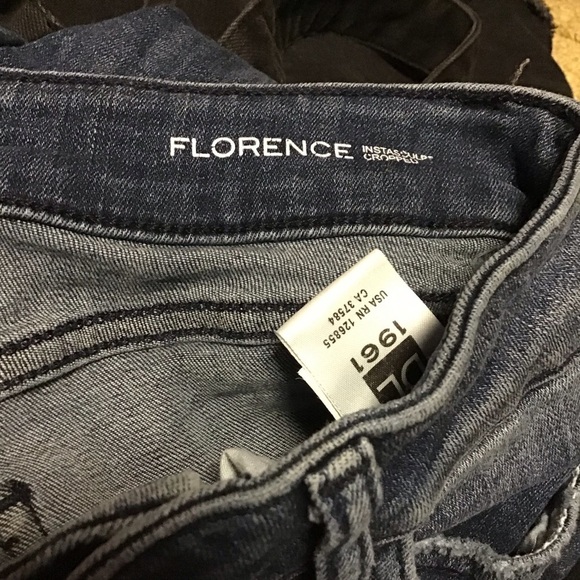 FLORENCE INSTASCULPT
CROPPED
USA RN 126855
CA 37584
1961
DL